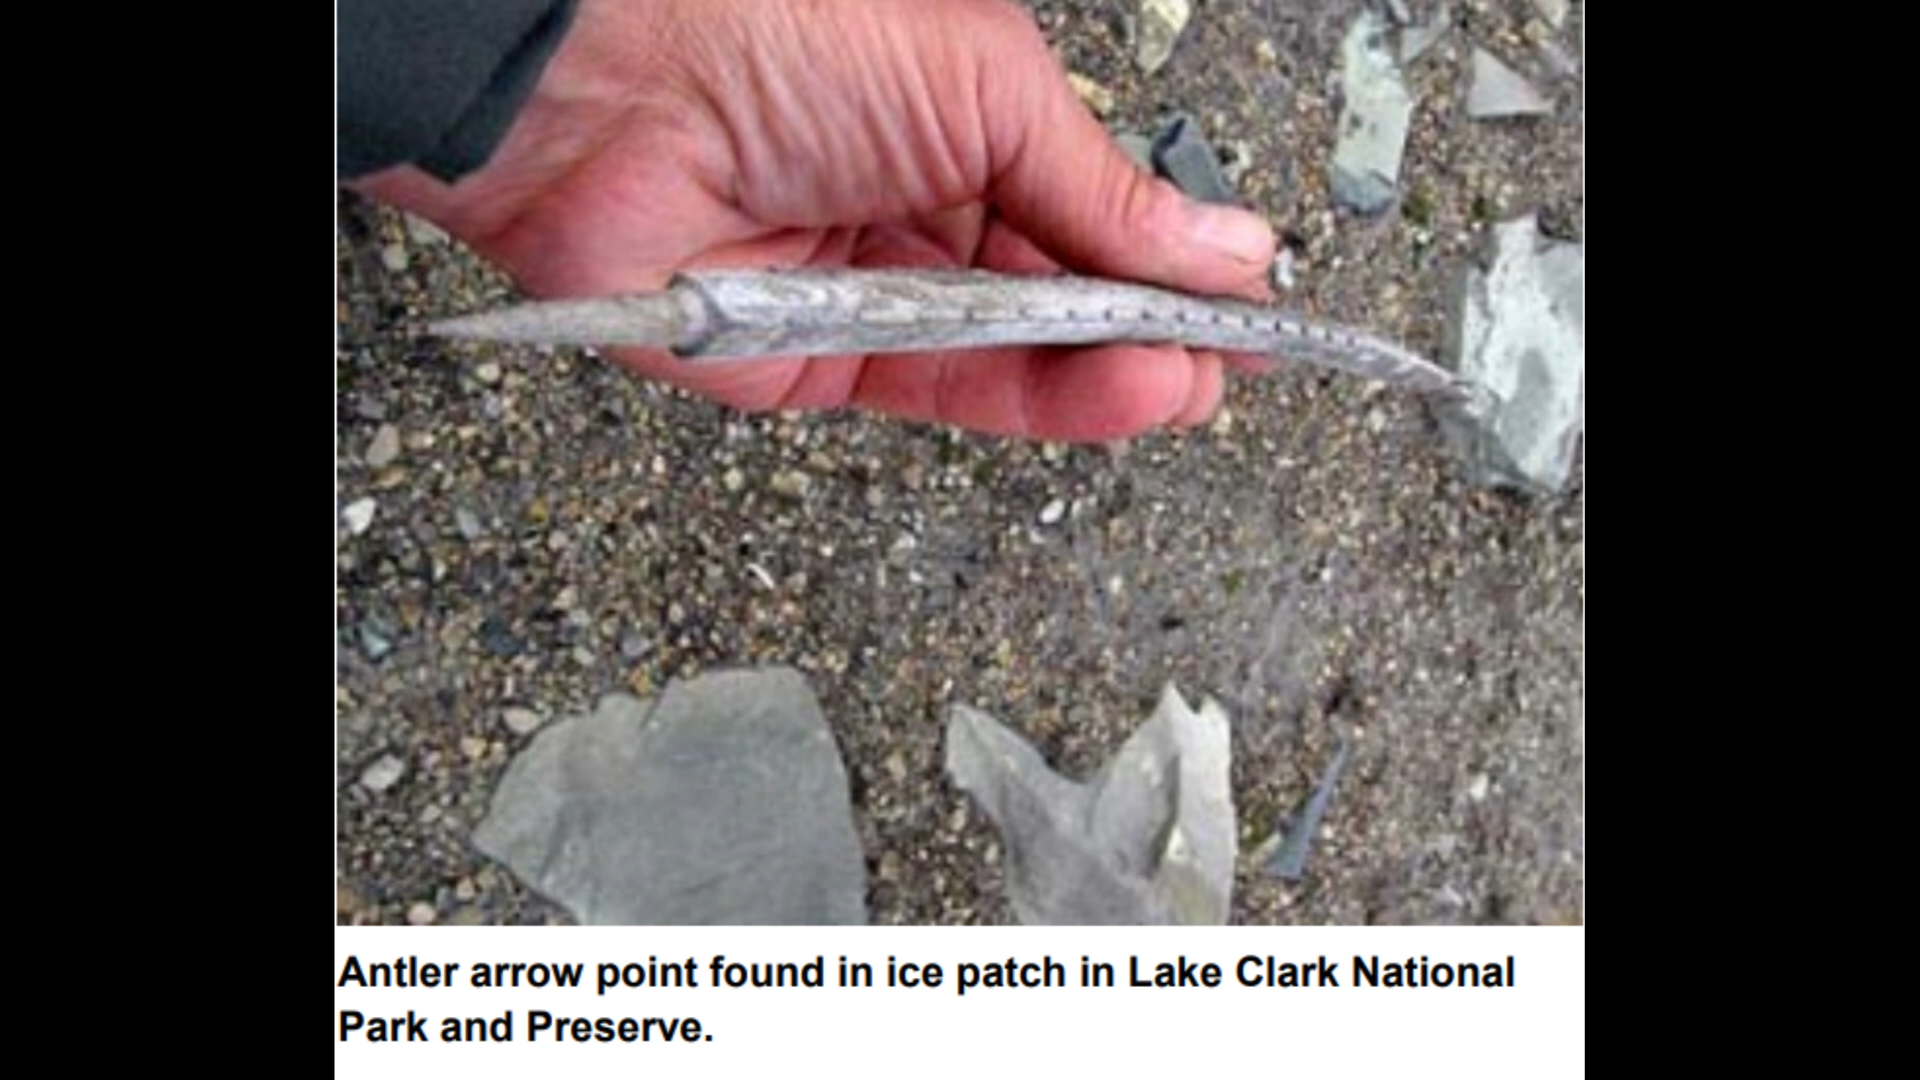 Antler arrow point found in ice patch in Lake Clark National
Park and Preserve.